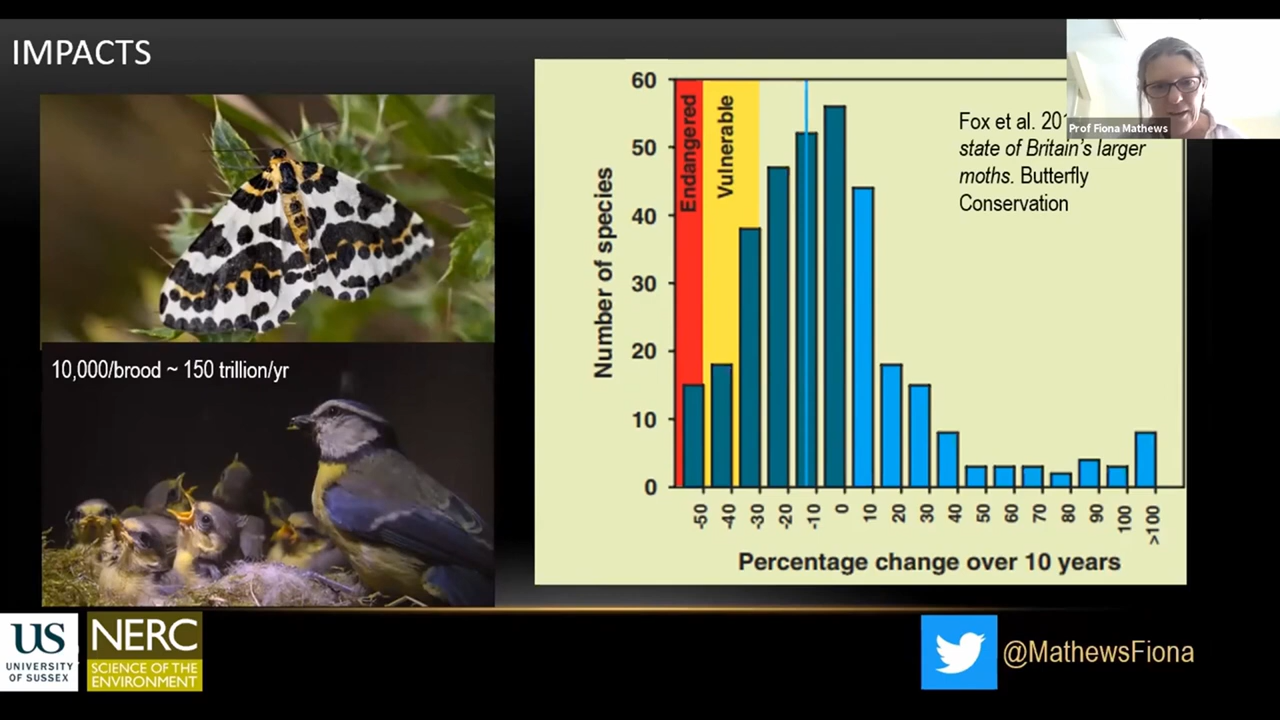 IMPACTS
10,000/brood ~ 150 trillion/yr
60
50
40
30
20
10
0
Number of species
Endangered
Vulnerable
Fox et al.
state of Britain's larger
moths. Butterfly
Conservation
Prof Fiona Mathews
-50
-40
-30
-20
-10
0
10
20
30
40
50
60
70
80
90
100
>100
Percentage change over 10 years
US
UNIVERSITY
OF SUSSEX
NERC
SCIENCE OF THE
ENVIRONMENT
@MathewsFiona